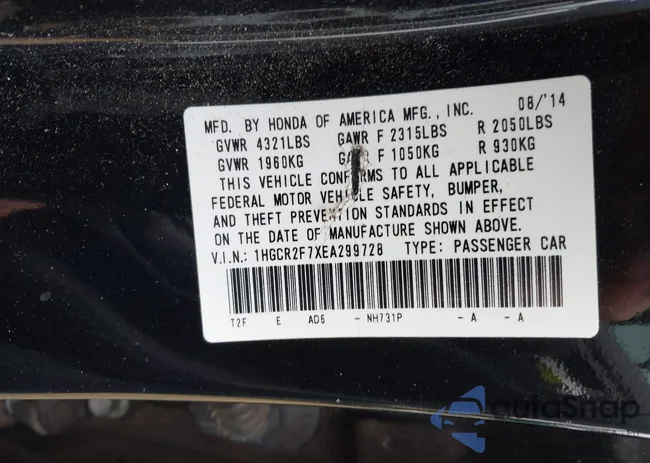 MFD. BY HONDA OF AMERICA MFG., INC. 08/'14
GVWR 4321LBS GAWR F 2315LBS R 2050LBS
GVWR 1960KG F 1050KG R 930KG
THIS VEHICLE CONFORMS TO ALL APPLICABLE
FEDERAL MOTOR VEHICLE SAFETY, BUMPER,
AND THEFT PREVENTION STANDARDS IN EFFECT
ON THE DATE OF MANUFACTURE SHOWN ABOVE.
V.I.N.: 1HGCR2F7XEA299728 TYPE: PASSENGER CAR
T2F E AD6 - NH731P - A - A
autoSnap